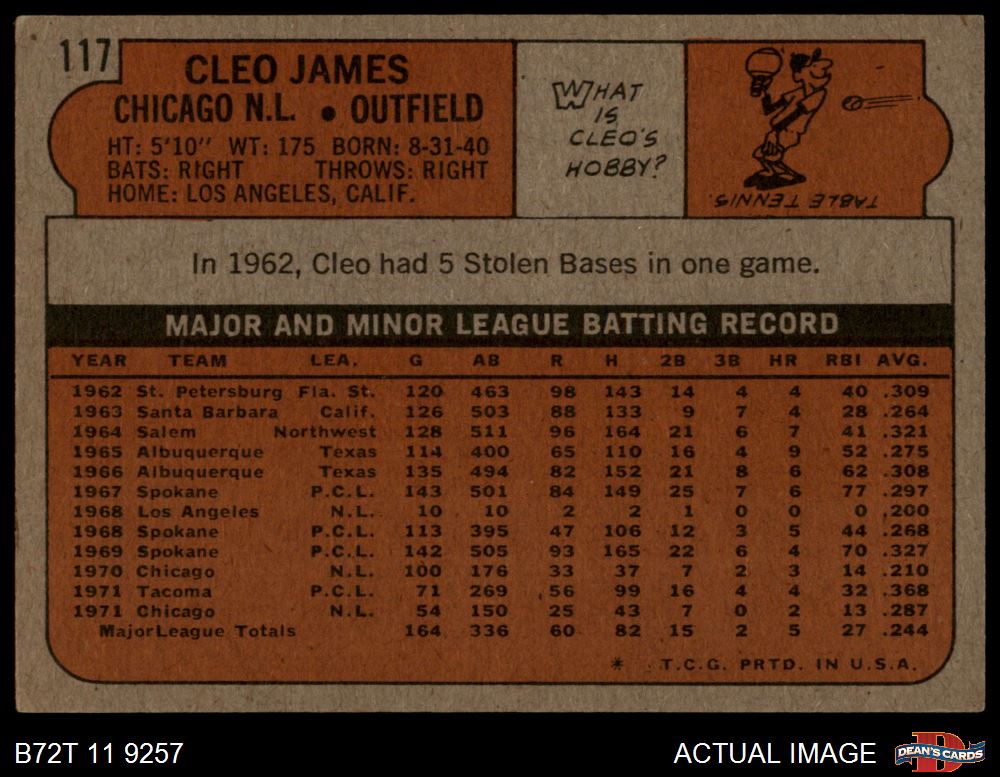 117
CLEO JAMES
CHICAGO N.L. • OUTFIELD
HT: 5'10" WT: 175 BORN: 8-31-40
BATS: RIGHT THROWS: RIGHT
HOME: LOS ANGELES, CALIF.
WHAT
IS
CLEO'S
HOBBY?
TABLE TENNIS.
In 1962, Cleo had 5 Stolen Bases in one game.
MAJOR AND MINOR LEAGUE BATTING RECORD
YEAR TEAM LEA. G AB R H 2B 3B HR RBI AVG.
1962 St. Petersburg Fla. St. 120 463 98 143 14 4 4 40 .309
1963 Santa Barbara Calif. 126 503 88 133 9 7 4 28 .264
1964 Salem Northwest 128 511 96 164 21 6 7 41 .321
1965 Albuquerque Texas 114 400 65 110 16 4 9 52 .275
1966 Albuquerque Texas 135 494 82 152 21 8 6 62 .308
1967 Spokane P.C.L. 143 501 84 149 25 7 6 77 .297
1968 Los Angeles N.L. 10 10 2 2 1 0 0 0 .200
1968 Spokane P.C.L. 113 395 47 106 12 3 5 44 .268
1969 Spokane P.C.L. 142 505 93 165 22 6 4 70 .327
1970 Chicago N.L. 100 176 33 37 7 2 3 14 .210
1971 Tacoma P.C.L. 71 269 56 99 16 4 4 32 .368
1971 Chicago N.L. 54 150 25 43 7 0 2 13 .287
Major League Totals 164 336 60 82 15 2 5 27 .244
* T.C.G. PRTD. IN U.S.A.
B72T 11 9257
ACTUAL IMAGE
D
DEAN'S CARDS